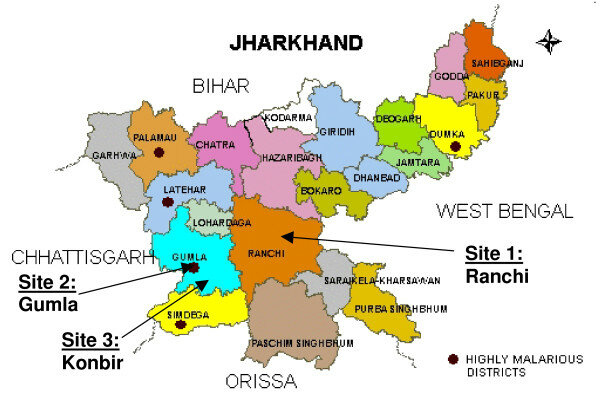 JHARKHAND
BIHAR
SAHIBGANJ
GODDA
PAKUR
KODARMA
DEOGARH
DUMKA
GIRIDIH
PALAMAU
CHATRA
GARHWA
HAZARIBAGH
JAMTARA
DHANBAD
LATEHAR
BOKARO
LOHARDAGA
WEST BENGAL
CHHATTISGARH
GUMLA
RANCHI
Site 1:
Ranchi
Site 2:
Gumla
SARAIKELA-KHARSAWAN
PURBA SINGHBHUM
SIMDEGA
Site 3:
Konbir
PASCHIM SINGHBHUM
ORISSA
HIGHLY MALARIOUS
DISTRICTS